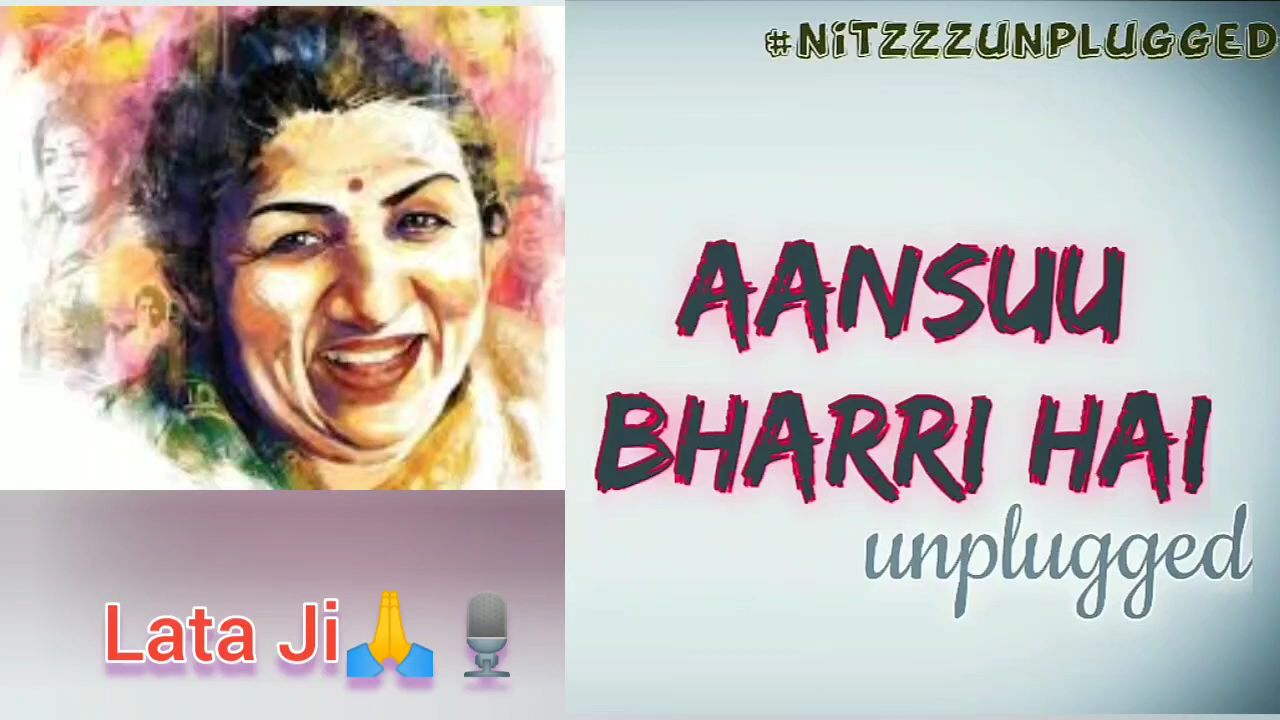 #NiTZZZUNPLUGGED
AANSUU
BHARRI HAI
unplugged
Lata Ji🙏🎙️